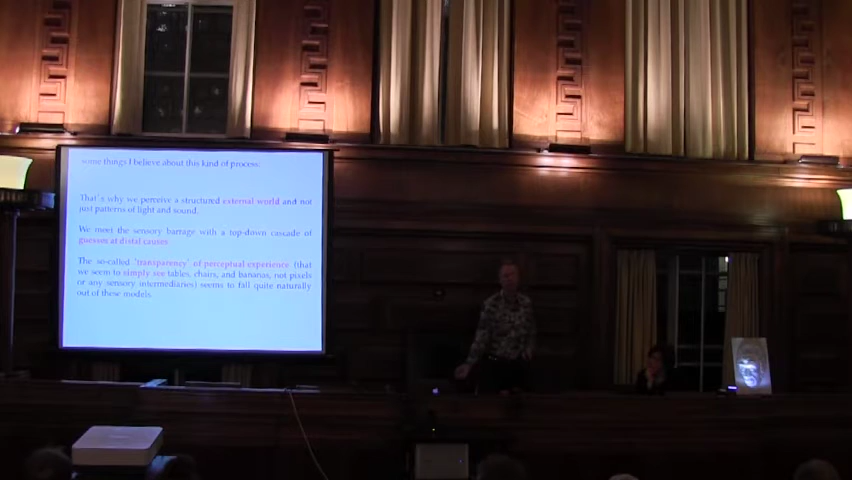 some things I believe about this kind of process:
That's why we perceive a structured external world and not
just patterns of light and sound.
We meet the sensory barrage with a top-down cascade of
guesses at distal causes
The so-called 'transparency' of perceptual experience (that
we seem to simply see tables, chairs, and bananas, not pixels
or any sensory intermediaries) seems to fall quite naturally
out of these models